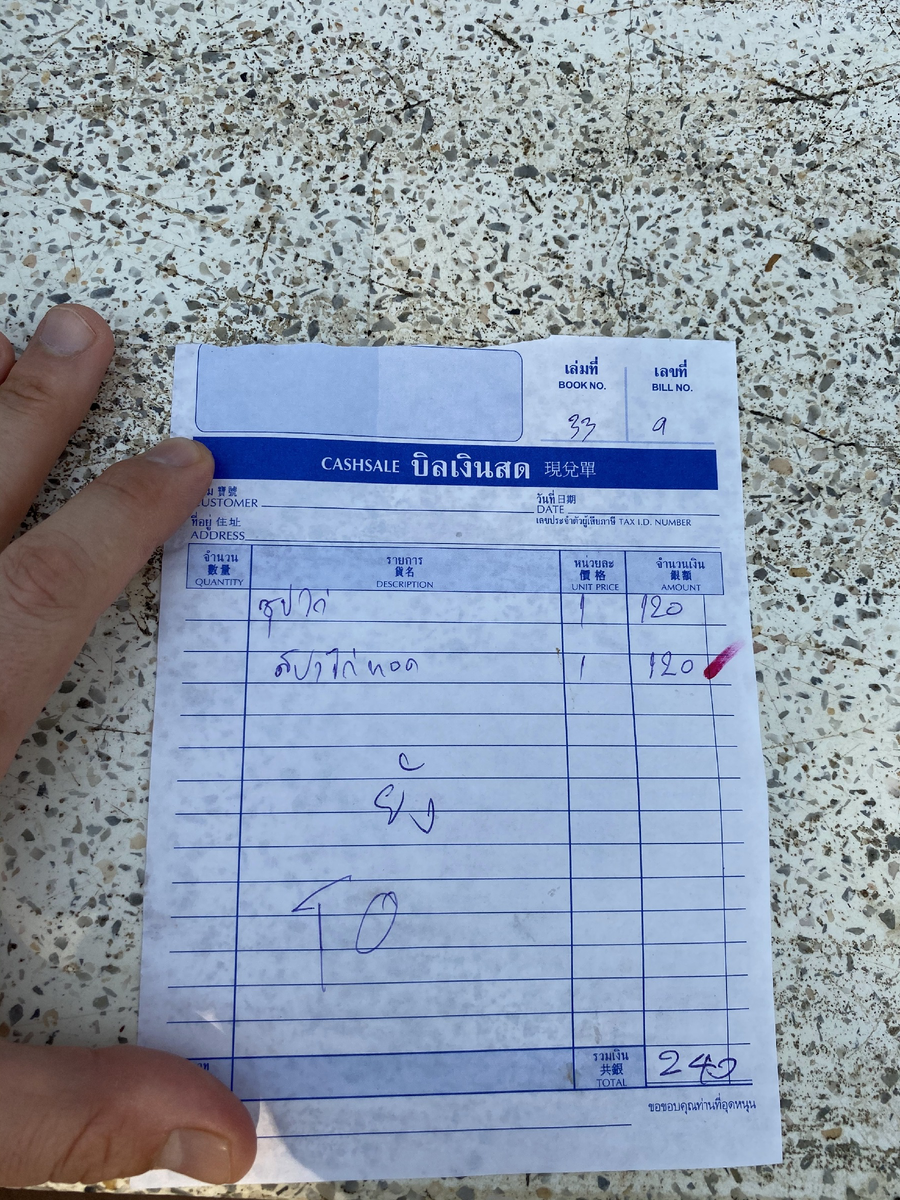 เล่มที่ เลขที่
BOOK NO. BILL NO.
33 9
CASHSALE บิลเงินสด 現兌單
寶號 วันที่ 日期
CUSTOMER DATE
ที่อยู่ 住址 เลขประจำตัวผู้เสียภาษี TAX I.D. NUMBER
ADDRESS
จำนวน รายการ หน่วยละ จำนวนเงิน
數量 貨名 價格 銀額
QUANTITY DESCRIPTION UNIT PRICE AMOUNT
ซุปไก่ 1 120
สปาไก่ทอด 1 120
ยัง
10
รวมเงิน
共銀
TOTAL 240
ขอขอบคุณท่านที่อุดหนุน